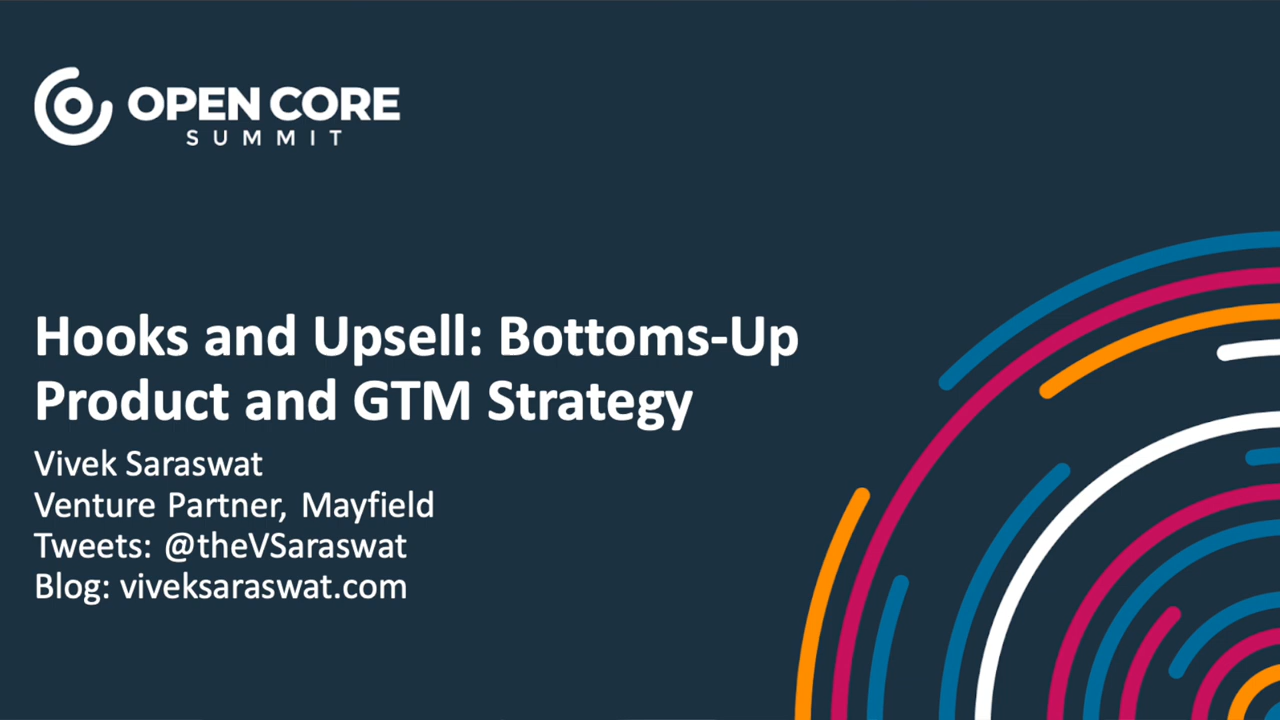 OPEN CORE
SUMMIT
Hooks and Upsell: Bottoms-Up
Product and GTM Strategy
Vivek Saraswat
Venture Partner, Mayfield
Tweets: @theVSaraswat
Blog: viveksaraswat.com